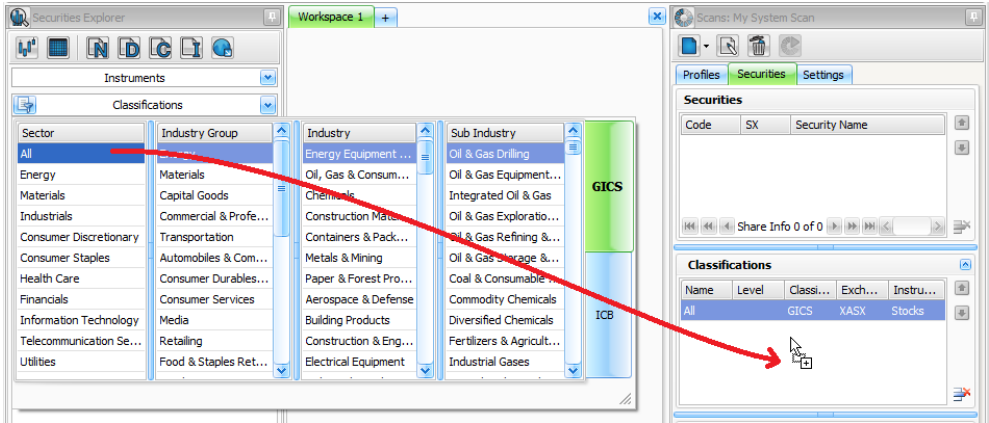 Securities Explorer
N D C I
Instruments
Classifications
Workspace 1 +
Sector
All
Energy
Materials
Industrials
Consumer Discretionary
Consumer Staples
Health Care
Financials
Information Technology
Telecommunication Se...
Utilities
Industry Group
Energy
Materials
Capital Goods
Commercial & Profe...
Transportation
Automobiles & Com...
Consumer Durables...
Consumer Services
Media
Retailing
Food & Staples Ret...
Industry
Energy Equipment ...
Oil, Gas & Consum...
Chemicals
Construction Mater...
Containers & Pack...
Metals & Mining
Paper & Forest Pro...
Aerospace & Defense
Building Products
Construction & Eng...
Electrical Equipment
Sub Industry
Oil & Gas Drilling
Oil & Gas Equipment...
Integrated Oil & Gas
Oil & Gas Exploratio...
Oil & Gas Refining &...
Oil & Gas Storage &...
Coal & Consumable ...
Commodity Chemicals
Diversified Chemicals
Fertilizers & Agricult...
Industrial Gases
GICS
ICB
Scans: My System Scan
Profiles Securities Settings
Securities
Code SX Security Name
Share Info 0 of 0
Classifications
Name Level Classi... Exch... Instru...
All GICS XASX Stocks